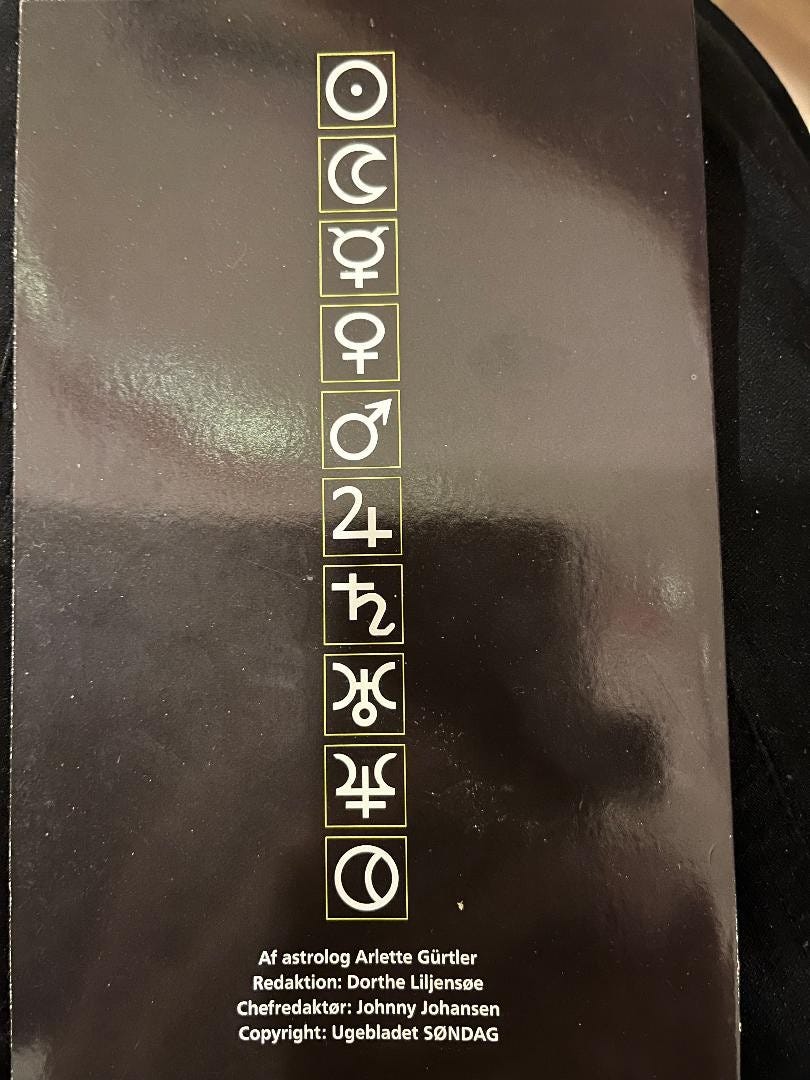 Af astrolog Arlette Gürtler
Redaktion: Dorthe Liljensøe
Chefredaktør: Johnny Johansen
Copyright: Ugebladet SØNDAG